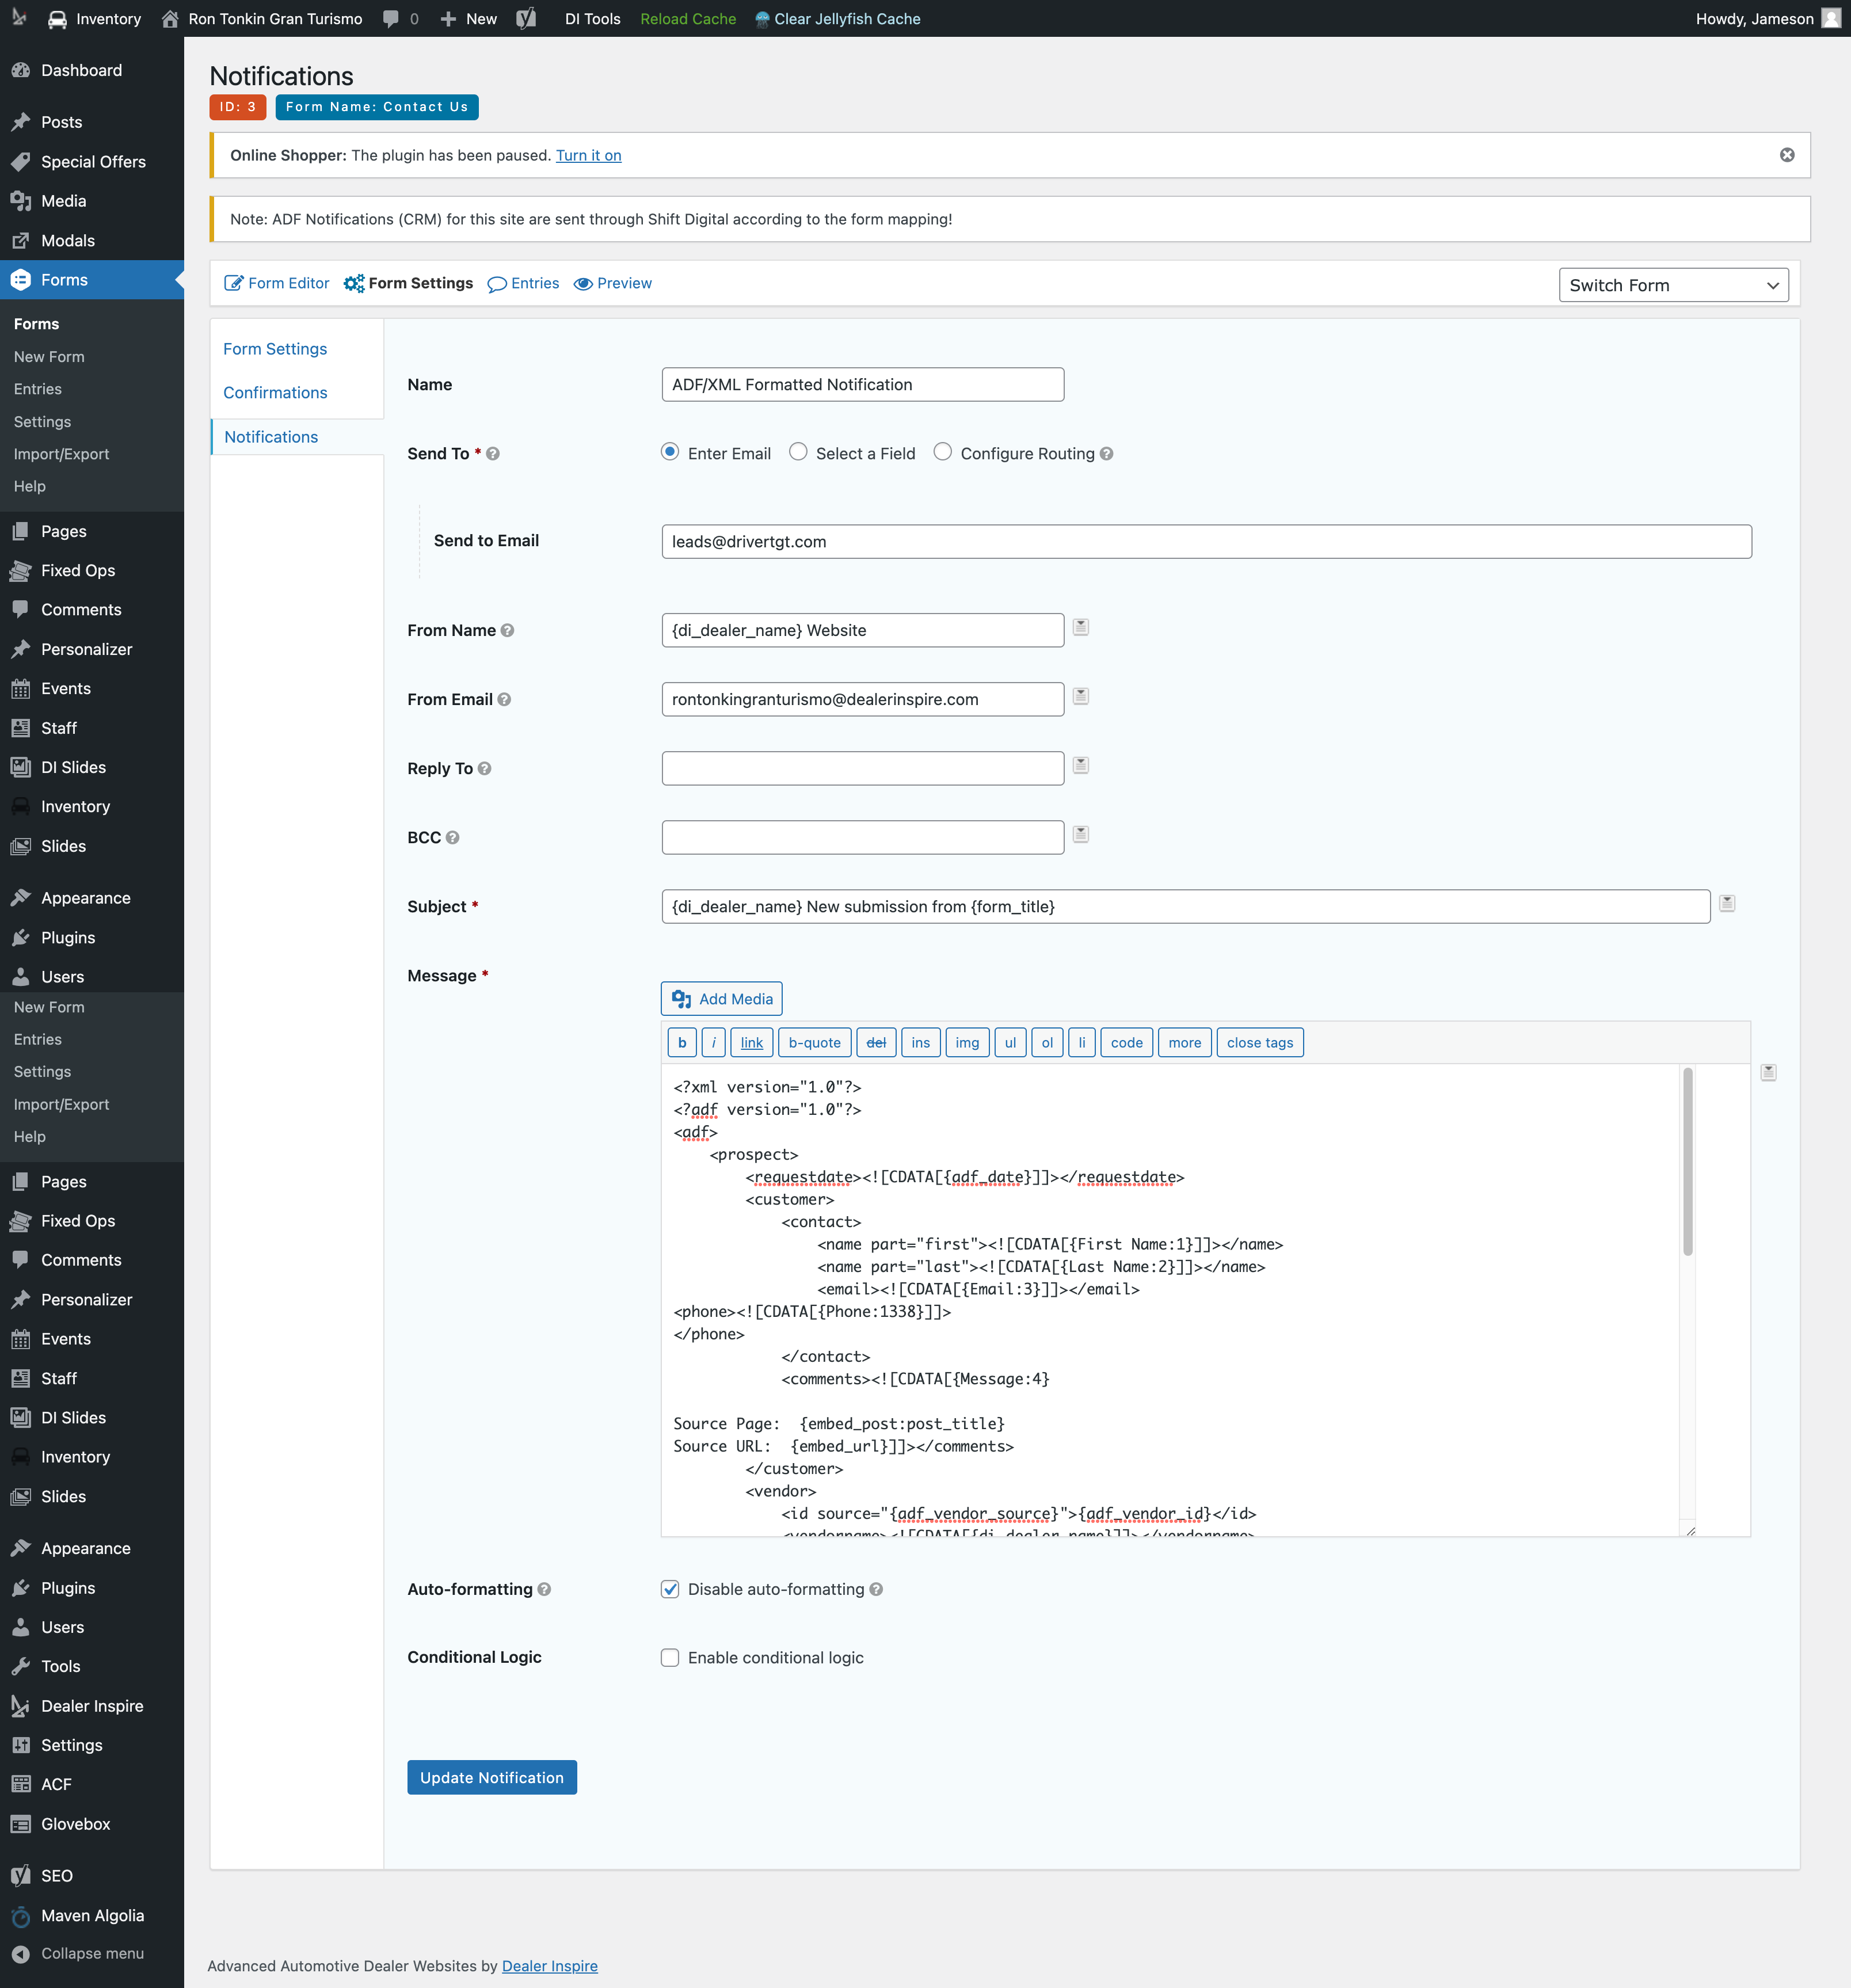 Inventory Ron Tonkin Gran Turismo 0 New DI Tools Reload Cache Clear Jellyfish Cache Howdy, Jameson
Dashboard
Posts
Special Offers
Media
Modals
Forms
Forms
New Form
Entries
Settings
Import/Export
Help
Pages
Fixed Ops
Comments
Personalizer
Events
Staff
DI Slides
Inventory
Slides
Appearance
Plugins
Users
New Form
Entries
Settings
Import/Export
Help
Pages
Fixed Ops
Comments
Personalizer
Events
Staff
DI Slides
Inventory
Slides
Appearance
Plugins
Users
Tools
Dealer Inspire
Settings
ACF
Glovebox
SEO
Maven Algolia
Collapse menu
Notifications
ID: 3 Form Name: Contact Us
Online Shopper: The plugin has been paused. Turn it on
Note: ADF Notifications (CRM) for this site are sent through Shift Digital according to the form mapping!
Form Editor Form Settings Entries Preview Switch Form
Form Settings
Confirmations
Notifications
Name ADF/XML Formatted Notification
Send To * Enter Email Select a Field Configure Routing
Send to Email leads@drivertgt.com
From Name {di_dealer_name} Website
From Email rontonkingranturismo@dealerinspire.com
Reply To
BCC
Subject * {di_dealer_name} New submission from {form_title}
Message *
Add Media
b i link b-quote del ins img ul ol li code more close tags
<?xml version="1.0"?>
<?adf version="1.0"?>
<adf>
<prospect>
<requestdate><![CDATA[{adf_date}]]></requestdate>
<customer>
<contact>
<name part="first"><![CDATA[{First Name:1}]]></name>
<name part="last"><![CDATA[{Last Name:2}]]></name>
<email><![CDATA[{Email:3}]]></email>
<phone><![CDATA[{Phone:1338}]]>
</phone>
</contact>
<comments><![CDATA[{Message:4}
Source Page: {embed_post:post_title}
Source URL: {embed_url}]]></comments>
</customer>
<vendor>
<id source="{adf_vendor_source}">{adf_vendor_id}</id>
<vendorname><![CDATA[{di_dealer_name}]]></vendorname>
Auto-formatting Disable auto-formatting
Conditional Logic Enable conditional logic
Update Notification
Advanced Automotive Dealer Websites by Dealer Inspire